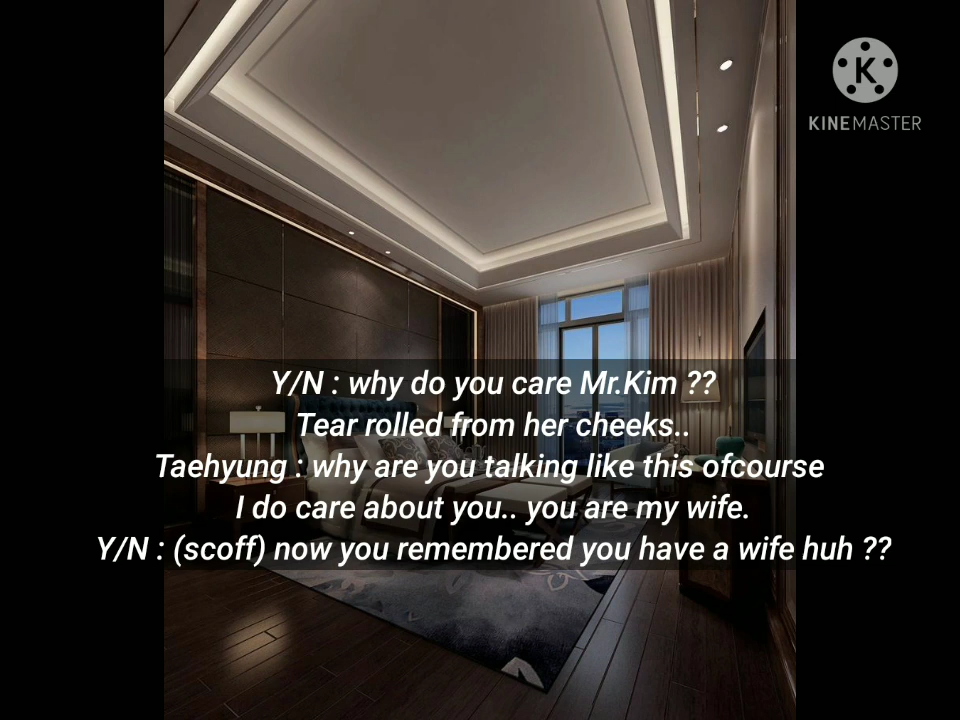 K
KINEMASTER
Y/N : why do you care Mr.Kim ??
Tear rolled from her cheeks..
Taehyung : why are you talking like this ofcourse
I do care about you.. you are my wife.
Y/N : (scoff) now you remembered you have a wife huh ??